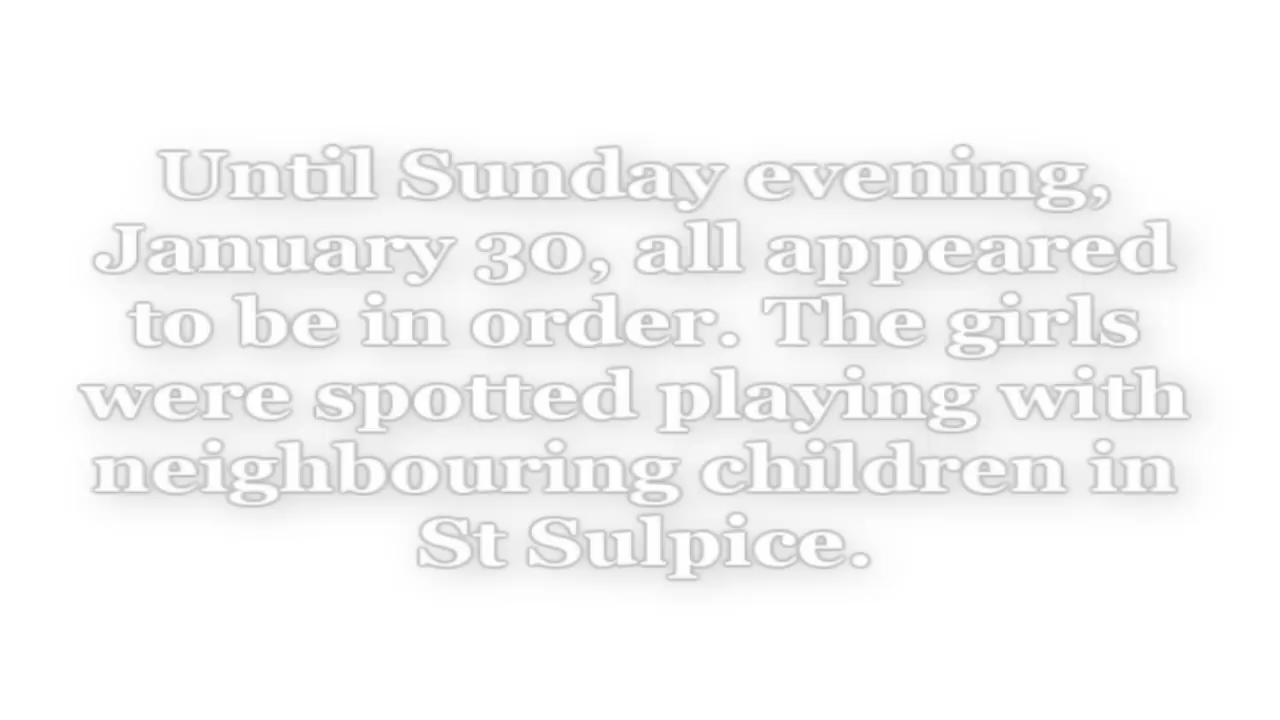 Until Sunday evening,
January 30, all appeared
to be in order. The girls
were spotted playing with
neighbouring children in
St Sulpice.